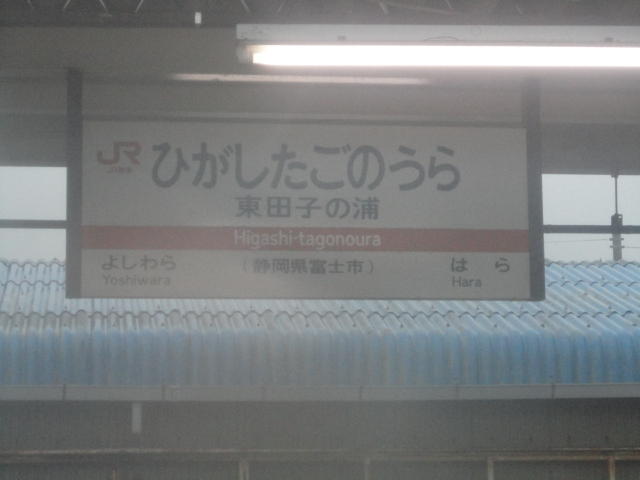 JR ひがしたごのうら
JR東海
東田子の浦
Higashi-tagonoura
よしわら (静岡県富士市) はら
Yoshiwara Hara